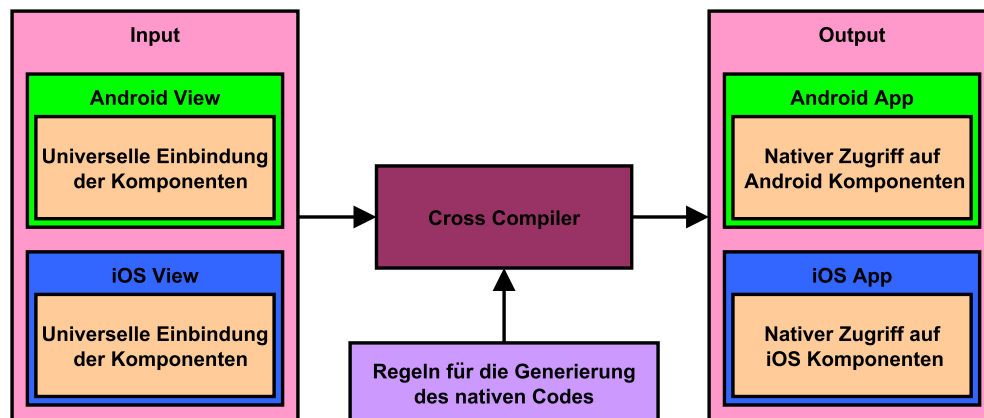 Input
Android View
Universelle Einbindung
der Komponenten
iOS View
Universelle Einbindung
der Komponenten
Cross Compiler
Regeln für die Generierung
des nativen Codes
Output
Android App
Nativer Zugriff auf
Android Komponenten
iOS App
Nativer Zugriff auf
iOS Komponenten